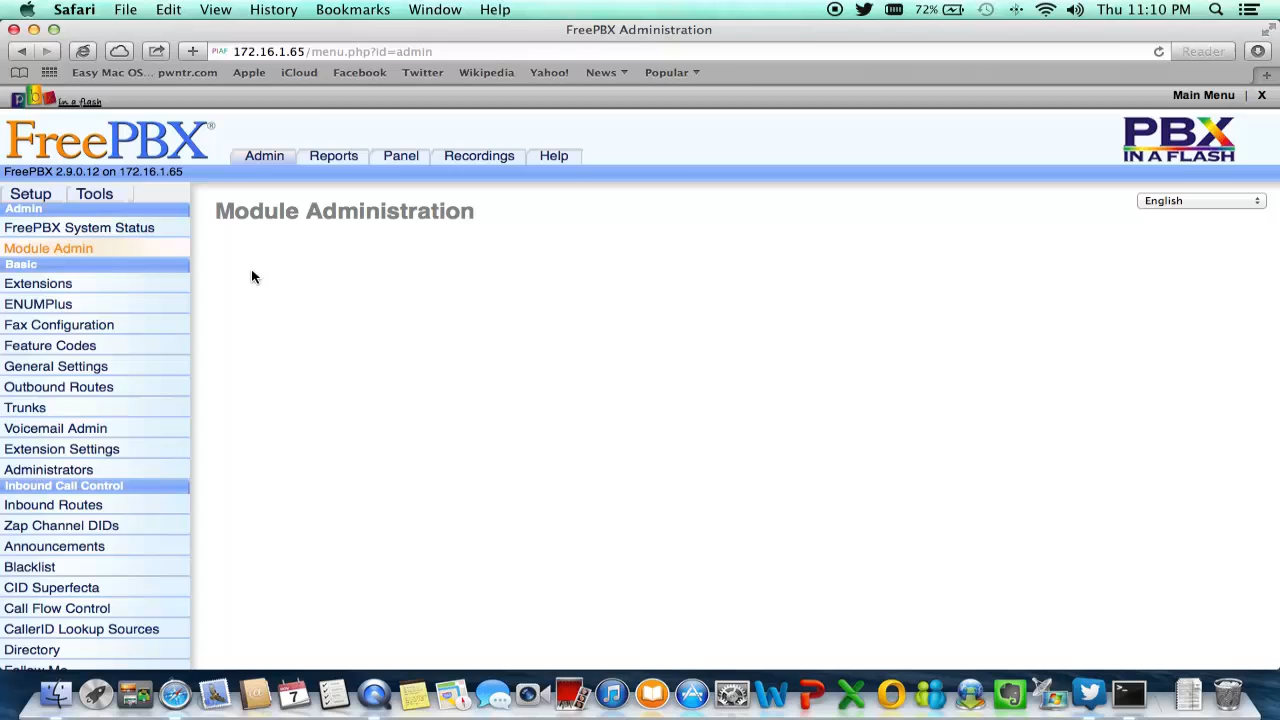 Safari File Edit View History Bookmarks Window Help 72% Thu 11:10 PM
FreePBX Administration
PIAF 172.16.1.65/menu.php?id=admin Reader
Easy Mac OS... pwntr.com Apple iCloud Facebook Twitter Wikipedia Yahoo! News Popular
pb in a flash Main Menu | X
FreePBX®
Admin Reports Panel Recordings Help
PBX
IN A FLASH
FreePBX 2.9.0.12 on 172.16.1.65
Setup Tools
Admin
FreePBX System Status
Module Admin
Basic
Extensions
ENUMPlus
Fax Configuration
Feature Codes
General Settings
Outbound Routes
Trunks
Voicemail Admin
Extension Settings
Administrators
Inbound Call Control
Inbound Routes
Zap Channel DIDs
Announcements
Blacklist
CID Superfecta
Call Flow Control
CallerID Lookup Sources
Directory
Follow Me
Module Administration
English